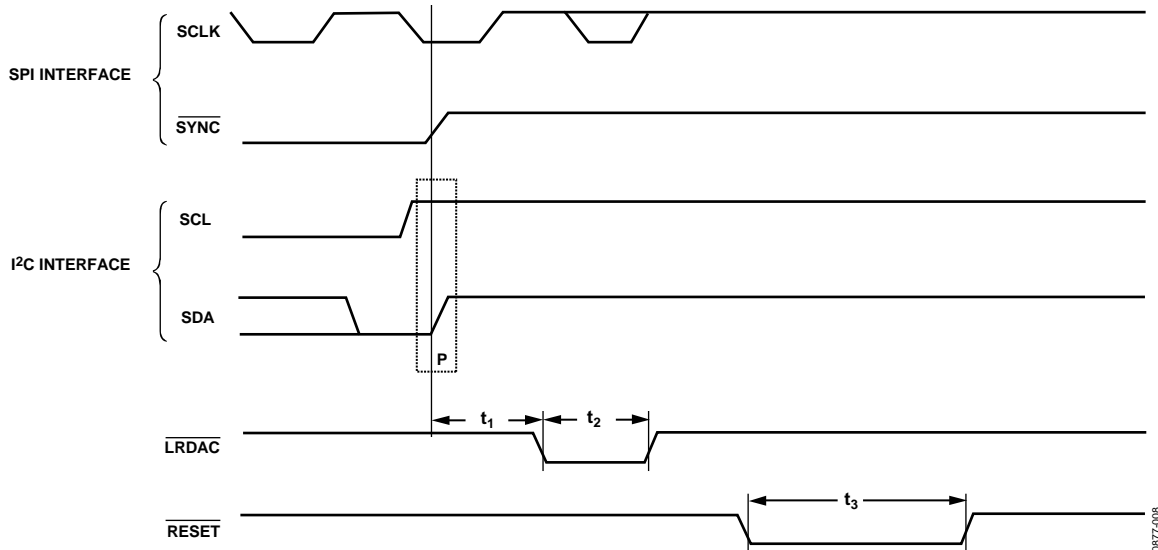 SCLK
SPI INTERFACE
SYNC
SCL
I²C INTERFACE
SDA
P
t₁
t₂
LRDAC
t₃
RESET